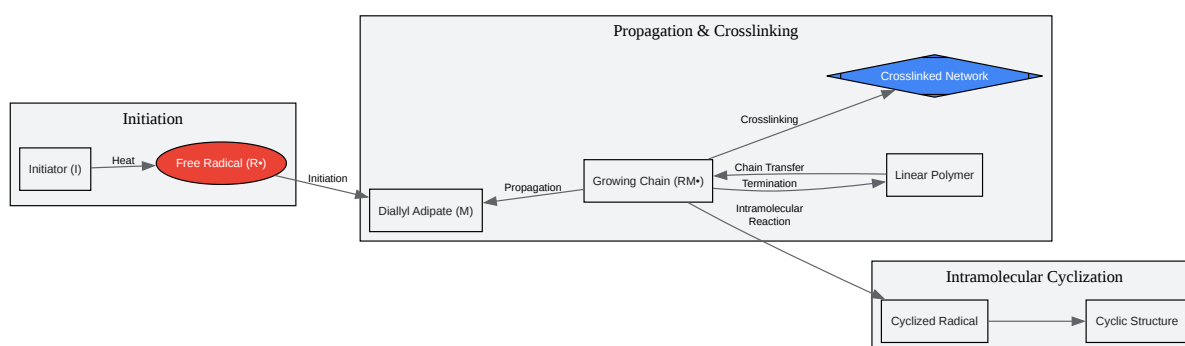 Propagation & Crosslinking
Crosslinked Network
Initiation
Crosslinking
Initiator (I)
Heat
Free Radical (R•)
Initiation
Chain Transfer
Growing Chain (RM•)
Termination
Linear Polymer
Propagation
Diallyl Adipate (M)
Intramolecular
Reaction
Intramolecular Cyclization
Cyclized Radical
Cyclic Structure